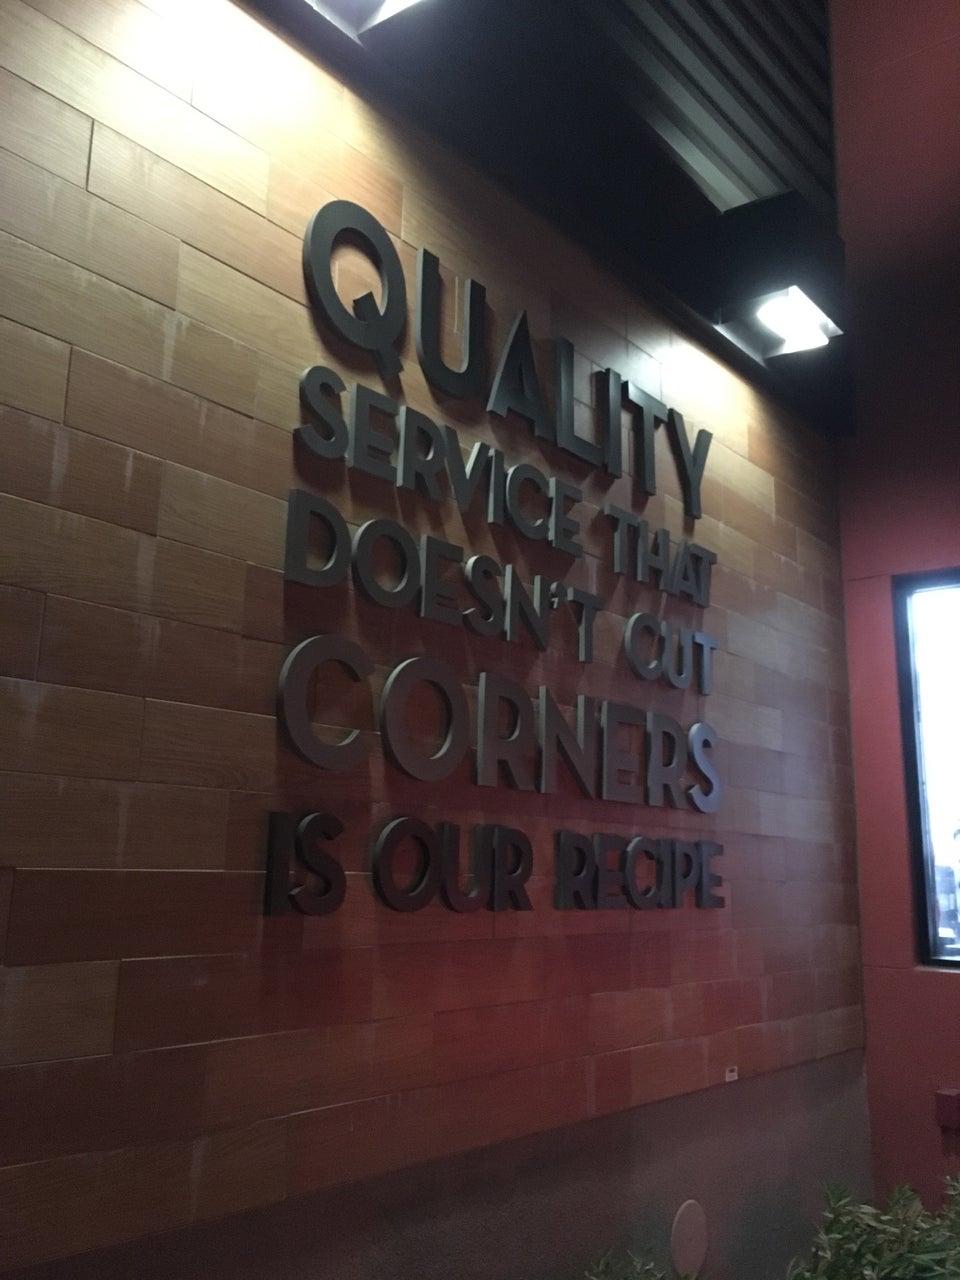 QUALITY
SERVICE THAT
DOESN'T CUT
CORNERS
IS OUR RECIPE